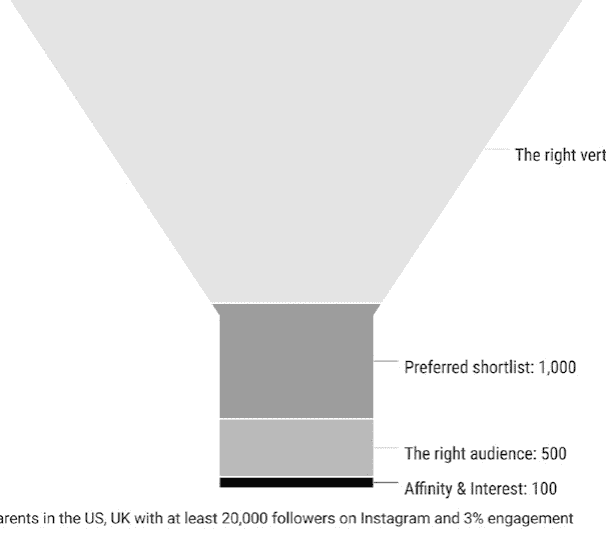 The right vert
Preferred shortlist: 1,000
The right audience: 500
Affinity & Interest: 100
arents in the US, UK with at least 20,000 followers on Instagram and 3% engagement